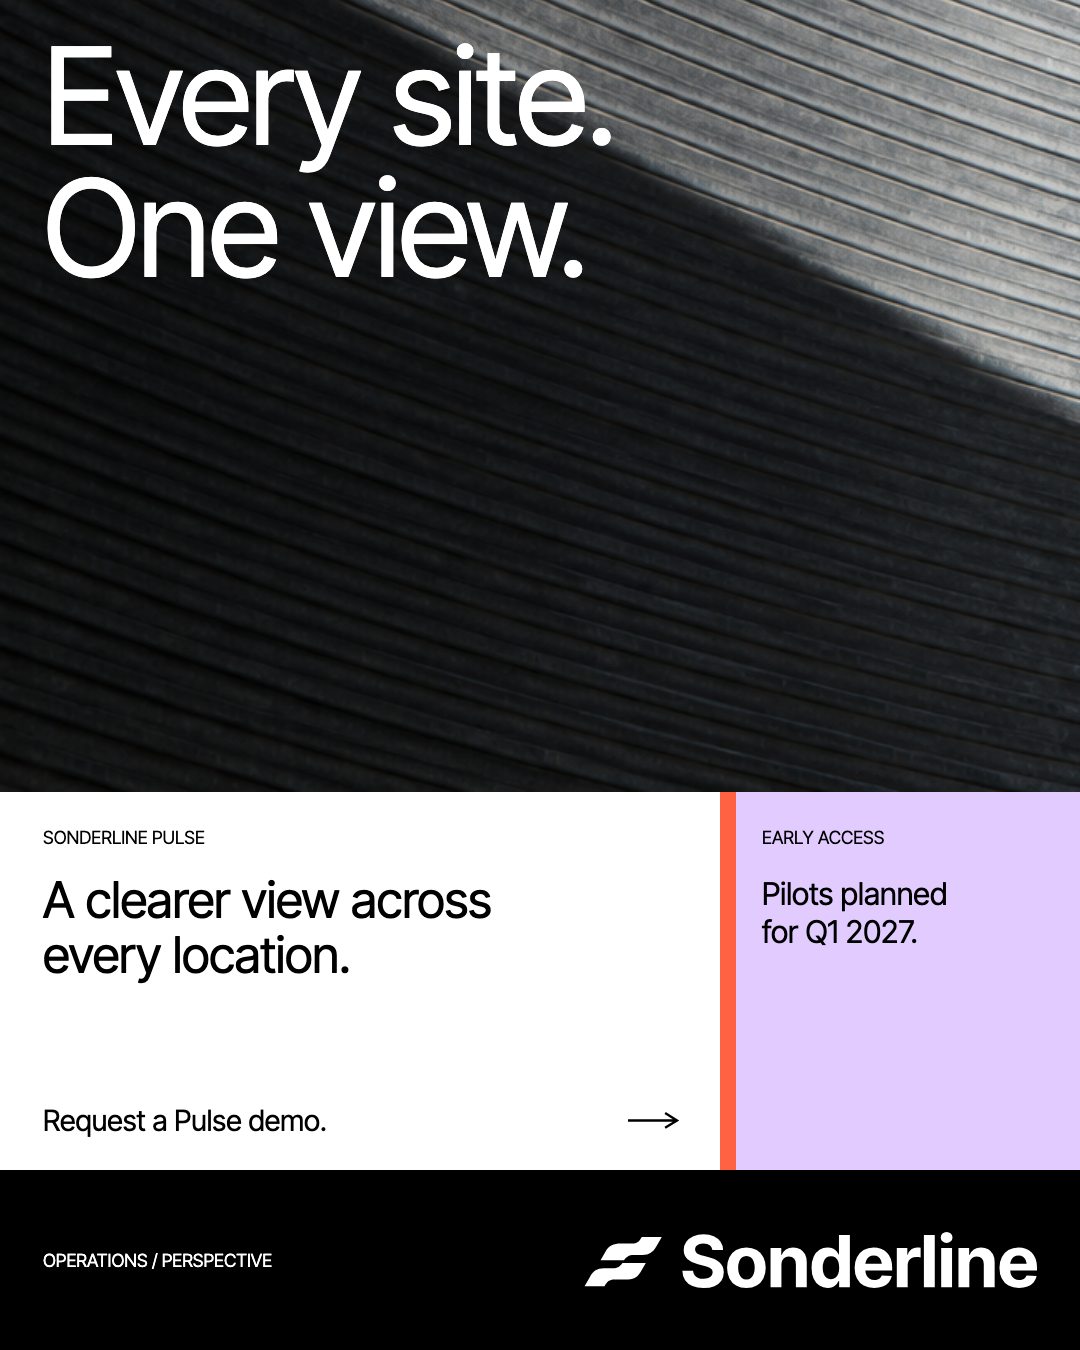 Every site.
One view.
SONDERLINE PULSE
A clearer view across
every location.
Request a Pulse demo.
EARLY ACCESS
Pilots planned
for Q1 2027.
OPERATIONS / PERSPECTIVE
Sonderline